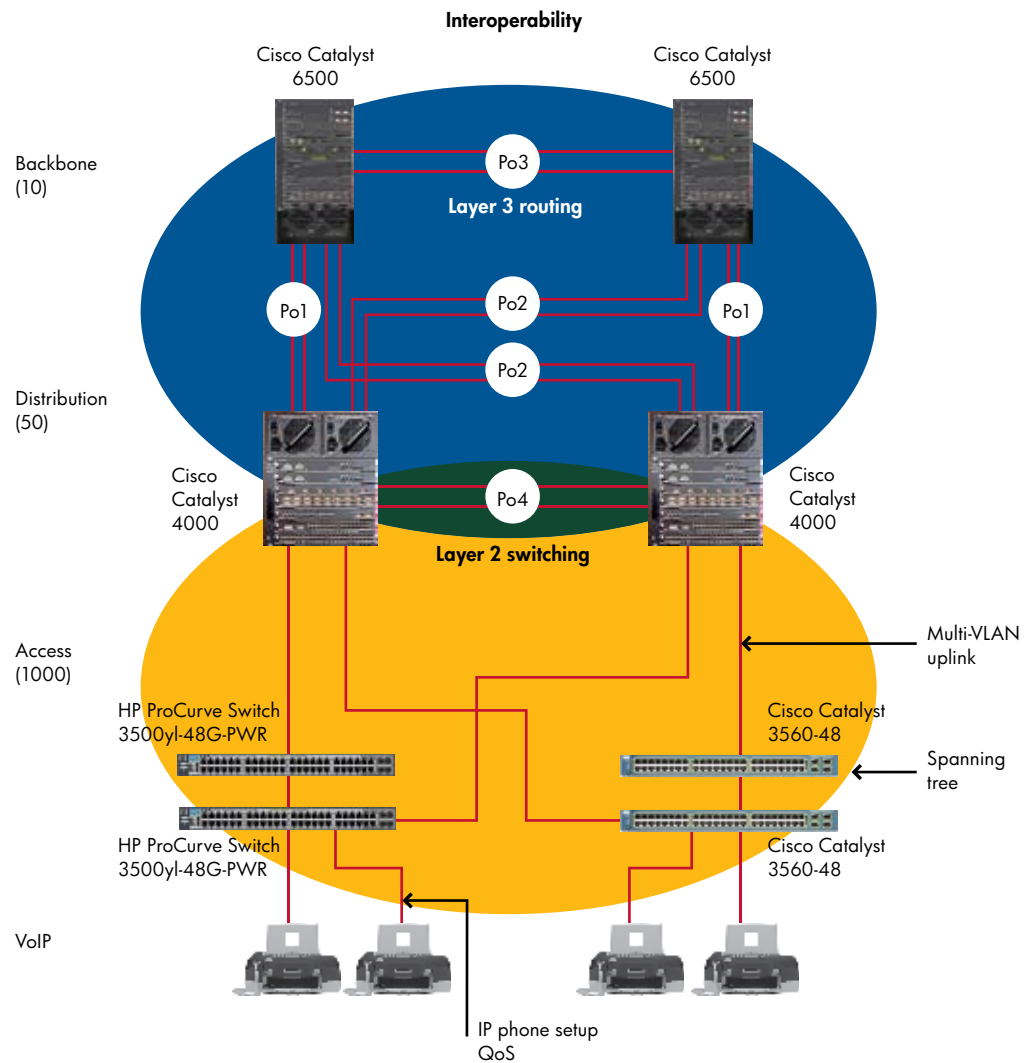 Interoperability
Cisco Catalyst
6500
Cisco Catalyst
6500
Backbone
(10)
Po3
Layer 3 routing
Po1
Po2
Po1
Po2
Distribution
(50)
Cisco
Catalyst
4000
Po4
Cisco
Catalyst
4000
Layer 2 switching
Access
(1000)
Multi-VLAN
uplink
HP ProCurve Switch
3500yl-48G-PWR
Cisco Catalyst
3560-48
Spanning
tree
HP ProCurve Switch
3500yl-48G-PWR
Cisco Catalyst
3560-48
VoIP
IP phone setup
QoS